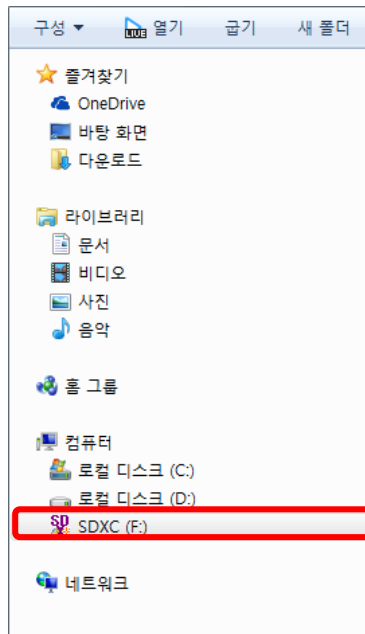 구성 ▼ LIVE 열기 굽기 새 폴더
즐겨찾기
OneDrive
바탕 화면
다운로드
라이브러리
문서
비디오
사진
음악
홈 그룹
컴퓨터
로컬 디스크 (C:)
로컬 디스크 (D:)
SD SDXC (F:)
네트워크